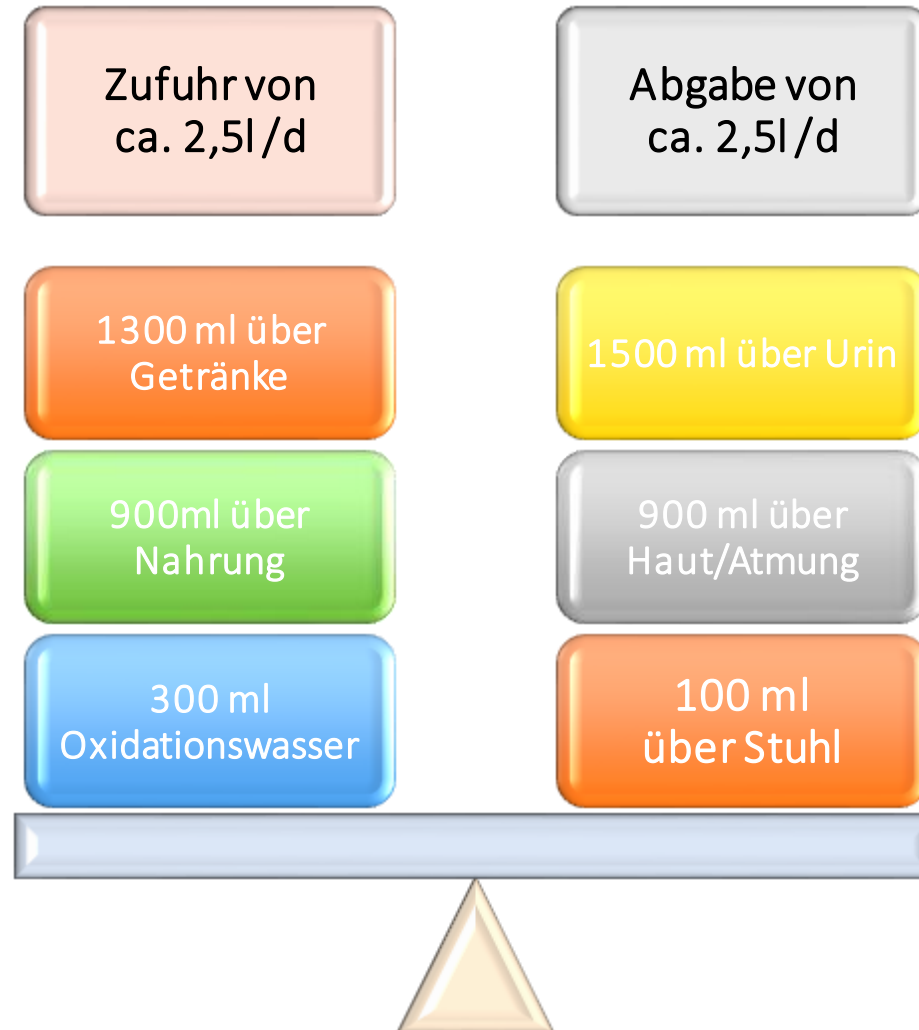 Zufuhr von
ca. 2,5l/d
Abgabe von
ca. 2,5l/d
1300 ml über
Getränke
1500 ml über Urin
900ml über
Nahrung
900 ml über
Haut/Atmung
300 ml
Oxidationswasser
100 ml
über Stuhl